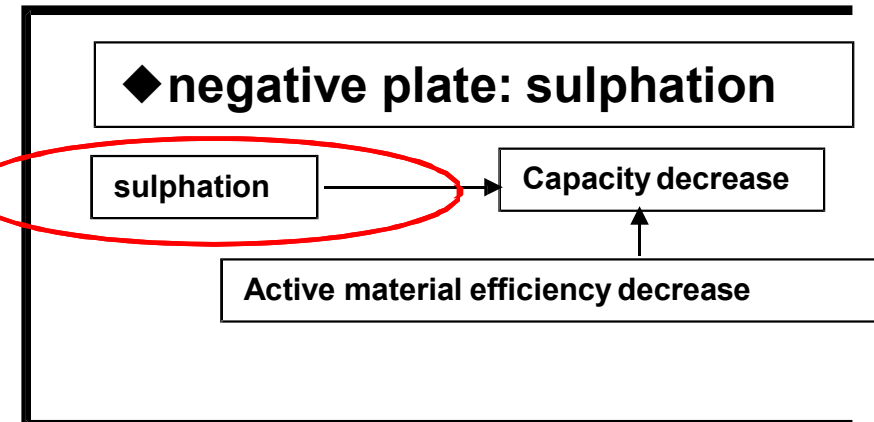 ◆negative plate: sulphation
sulphation
Capacity decrease
Active material efficiency decrease